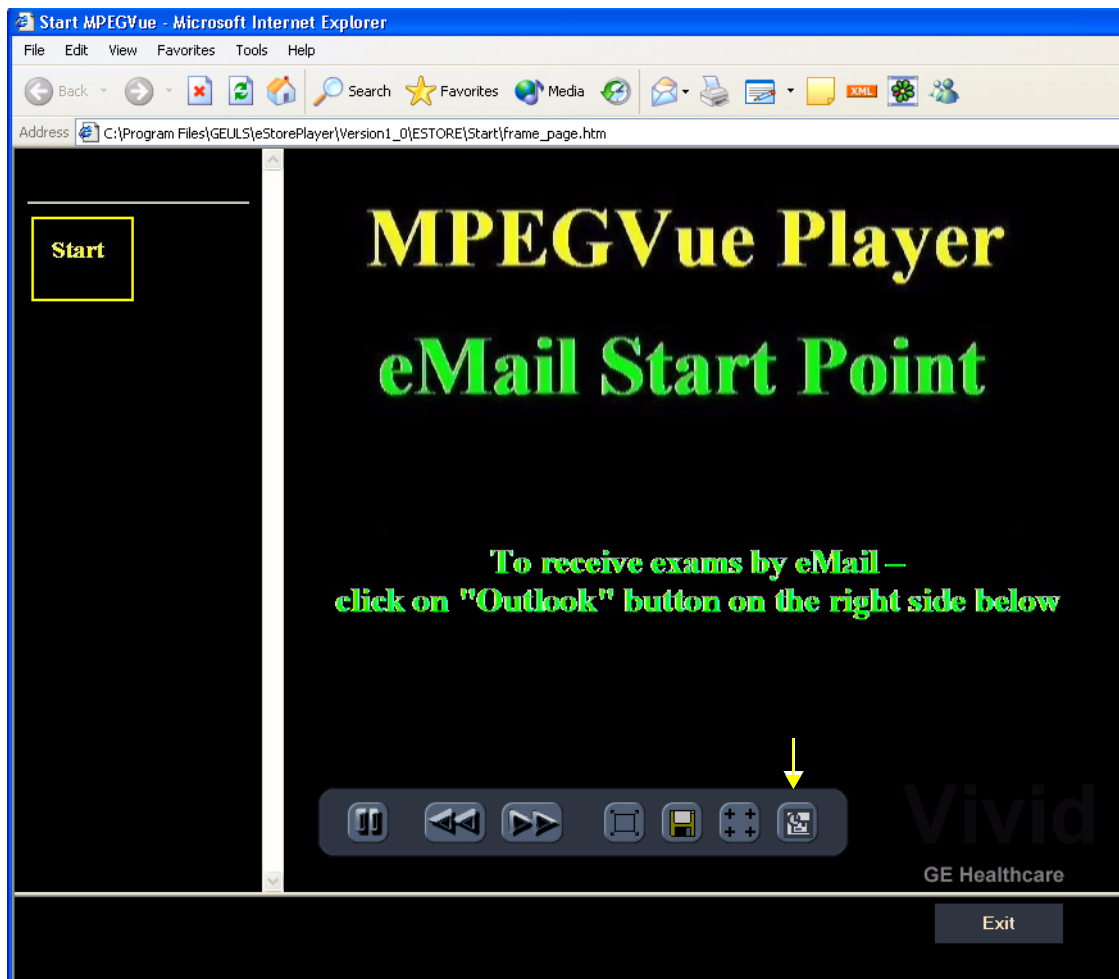 Start MPEGVue - Microsoft Internet Explorer
File Edit View Favorites Tools Help
Back Search Favorites Media XML
Address C:\Program Files\GEULS\eStorePlayer\Version1_0\ESTORE\Start\frame_page.htm
Start
MPEGVue Player
eMail Start Point
To receive exams by eMail –
click on "Outlook" button on the right side below
Vivid
GE Healthcare
Exit